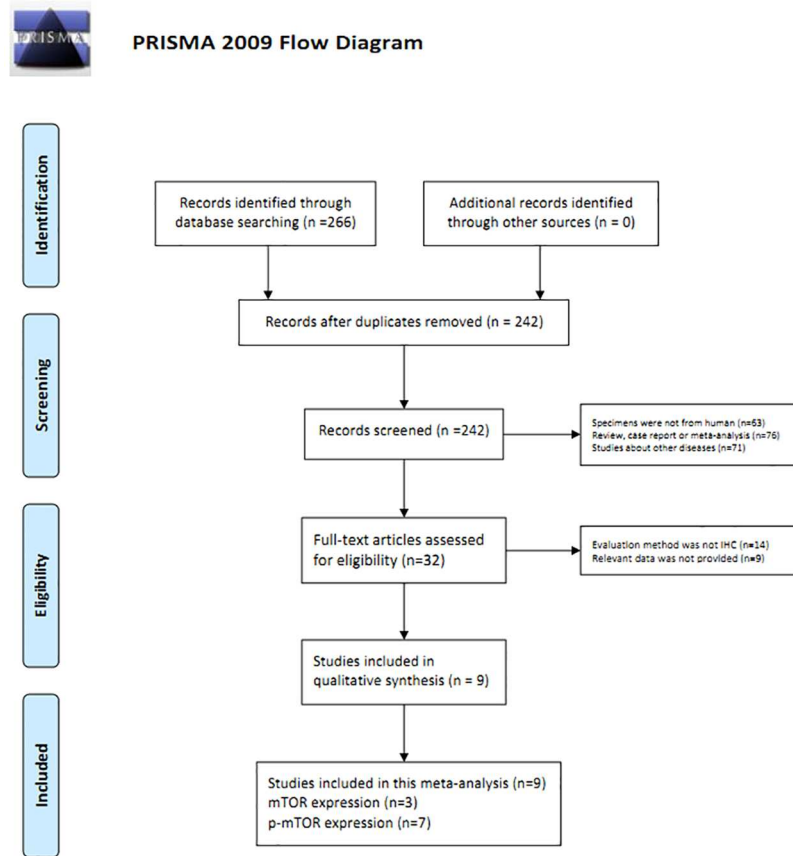 PRISMA
PRISMA 2009 Flow Diagram
Identification
Records identified through
database searching (n =266)
Additional records identified
through other sources (n = 0)
Records after duplicates removed (n = 242)
Screening
Records screened (n =242)
Specimens were not from human (n=63)
Review, case report or meta-analysis (n=76)
Studies about other diseases (n=71)
Eligibility
Full-text articles assessed
for eligibility (n=32)
Evaluation method was not IHC (n=14)
Relevant data was not provided (n=9)
Studies included in
qualitative synthesis (n = 9)
Included
Studies included in this meta-analysis (n=9)
mTOR expression (n=3)
p-mTOR expression (n=7)